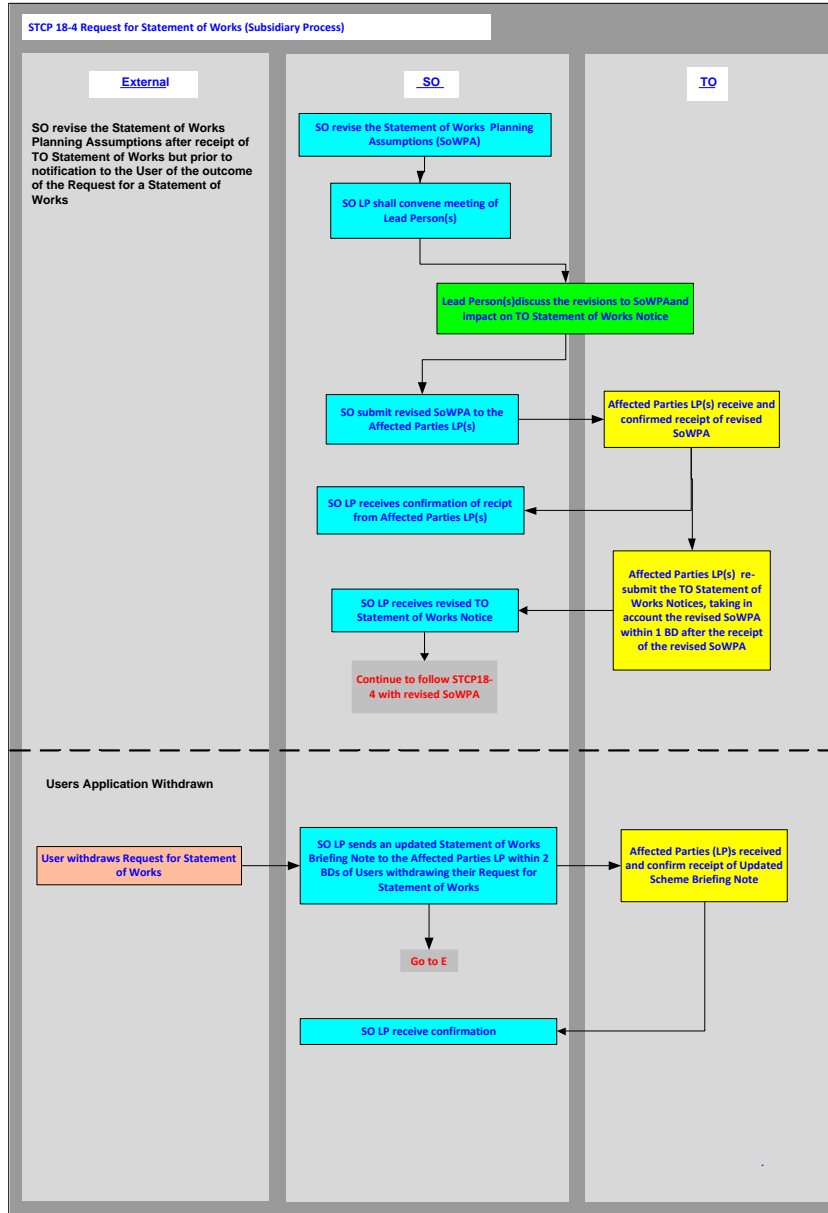 STCP 18-4 Request for Statement of Works (Subsidiary Process)
External
SO
TO
SO revise the Statement of Works
Planning Assumptions after receipt of
TO Statement of Works but prior to
notification to the User of the outcome
of the Request for a Statement of
Works
SO revise the Statement of Works Planning
Assumptions (SoWPA)
SO LP shall convene meeting of
Lead Person(s)
Lead Person(s)discuss the revisions to SoWPAand
impact on TO Statement of Works Notice
SO submit revised SoWPA to the
Affected Parties LP(s)
Affected Parties LP(s) receive and
confirmed receipt of revised
SoWPA
SO LP receives confirmation of recipt
from Affected Parties LP(s)
Affected Parties LP(s) re-
submit the TO Statement of
Works Notices, taking in
account the revised SoWPA
within 1 BD after the receipt
of the revised SoWPA
SO LP receives revised TO
Statement of Works Notice
Continue to follow STCP18-
4 with revised SoWPA
Users Application Withdrawn
User withdraws Request for Statement
of Works
SO LP sends an updated Statement of Works
Briefing Note to the Affected Parties LP within 2
BDs of Users withdrawing their Request for
Statement of Works
Affected Parties (LP)s received
and confirm receipt of Updated
Scheme Briefing Note
Go to E
SO LP receive confirmation